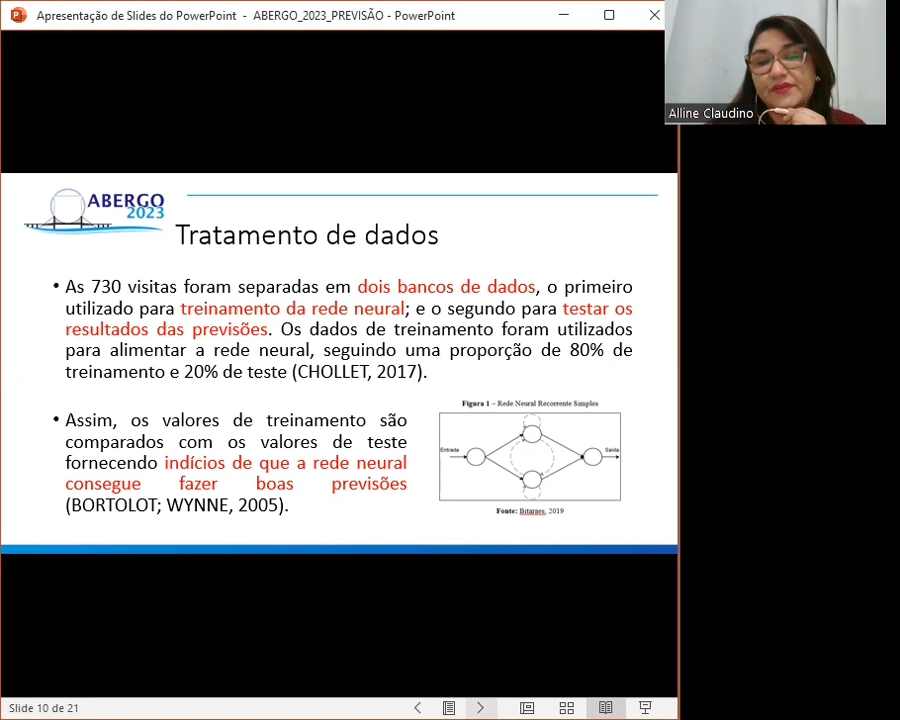 Apresentação de Slides do PowerPoint - ABERGO_2023_PREVISÃO - PowerPoint
Alline Claudino
ABERGO
2023
Tratamento de dados
• As 730 visitas foram separadas em dois bancos de dados, o primeiro
utilizado para treinamento da rede neural; e o segundo para testar os
resultados das previsões. Os dados de treinamento foram utilizados
para alimentar a rede neural, seguindo uma proporção de 80% de
treinamento e 20% de teste (CHOLLET, 2017).
• Assim, os valores de treinamento são
comparados com os valores de teste
fornecendo indícios de que a rede neural
consegue fazer boas previsões
(BORTOLOT; WYNNE, 2005).
Figura 1 – Rede Neural Recorrente Simples
Entrada
Saída
Fonte: Bitaraes, 2019
Slide 10 de 21